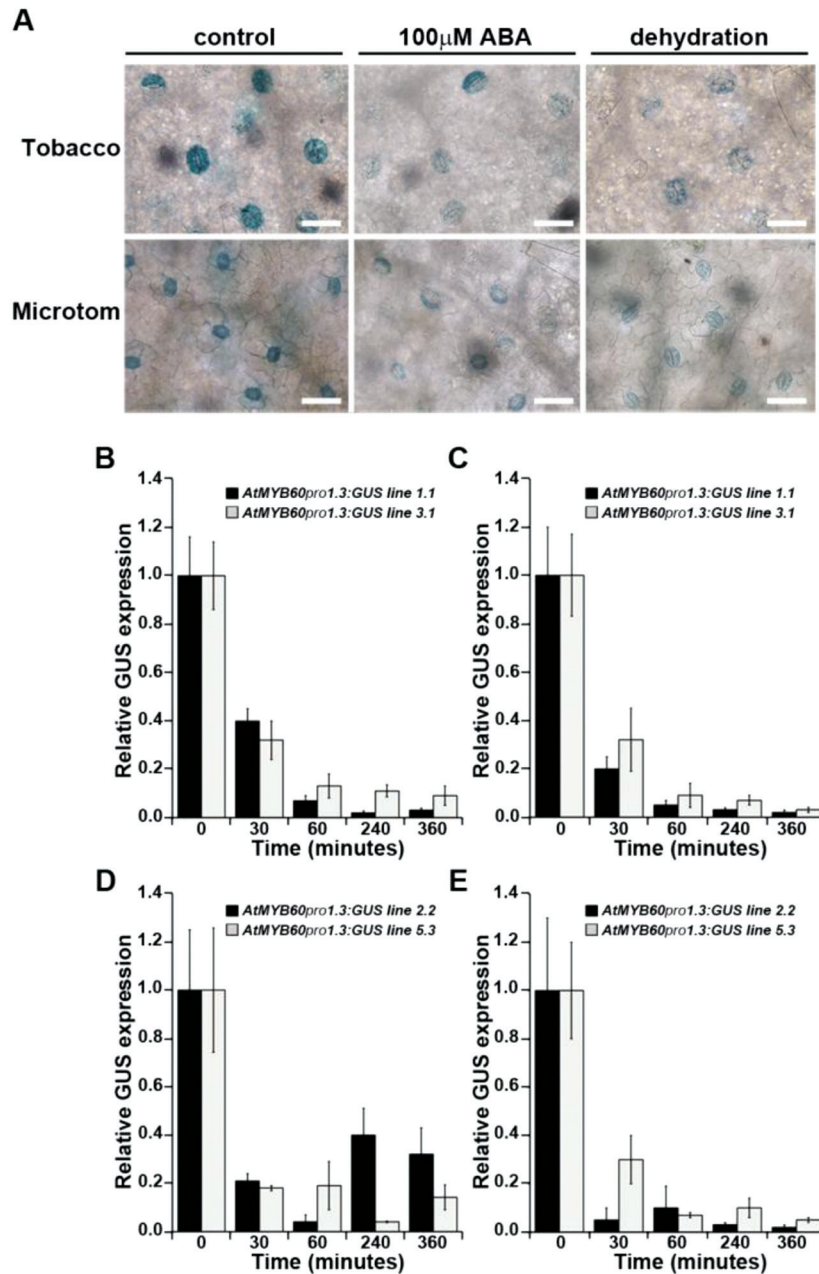 A
control 100μM ABA dehydration
Tobacco
Microtom
B
1.4
1.2
1.0
0.8
0.6
0.4
0.2
0.0
Relative GUS expression
AtMYB60pro1.3:GUS line 1.1
AtMYB60pro1.3:GUS line 3.1
0 30 60 240 360
Time (minutes)
C
1.4
1.2
1.0
0.8
0.6
0.4
0.2
0.0
Relative GUS expression
AtMYB60pro1.3:GUS line 1.1
AtMYB60pro1.3:GUS line 3.1
0 30 60 240 360
Time (minutes)
D
1.4
1.2
1.0
0.8
0.6
0.4
0.2
0.0
Relative GUS expression
AtMYB60pro1.3:GUS line 2.2
AtMYB60pro1.3:GUS line 5.3
0 30 60 240 360
Time (minutes)
E
1.4
1.2
1.0
0.8
0.6
0.4
0.2
0.0
Relative GUS expression
AtMYB60pro1.3:GUS line 2.2
AtMYB60pro1.3:GUS line 5.3
0 30 60 240 360
Time (minutes)